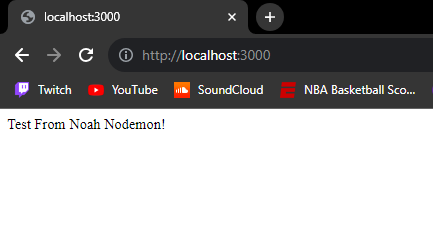 localhost:3000
http://localhost:3000
Twitch YouTube SoundCloud NBA Basketball Sco...
Test From Noah Nodemon!